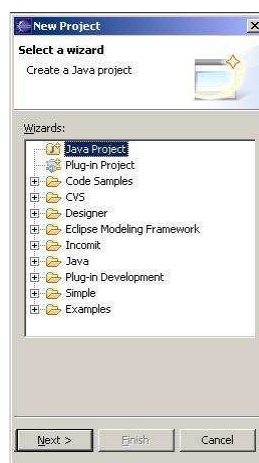 New Project
Select a wizard
Create a Java project
Wizards:
Java Project
Plug-in Project
Code Samples
CVS
Designer
Eclipse Modeling Framework
Incomit
Java
Plug-in Development
Simple
Examples
Next >
Finish
Cancel